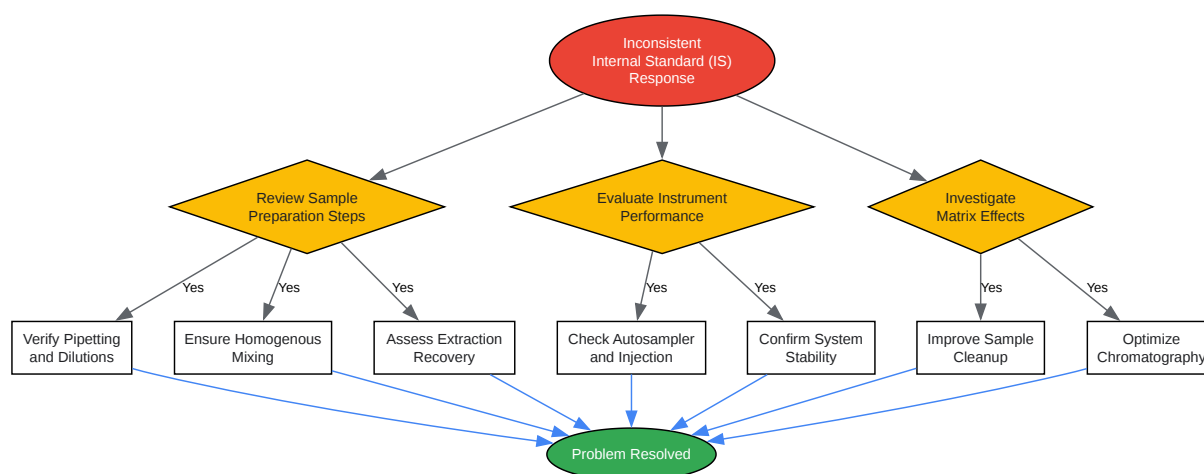 Inconsistent
Internal Standard (IS)
Response
Review Sample
Preparation Steps
Evaluate Instrument
Performance
Investigate
Matrix Effects
Yes
Yes
Yes
Yes
Yes
Yes
Yes
Verify Pipetting
and Dilutions
Ensure Homogenous
Mixing
Assess Extraction
Recovery
Check Autosampler
and Injection
Confirm System
Stability
Improve Sample
Cleanup
Optimize
Chromatography
Problem Resolved